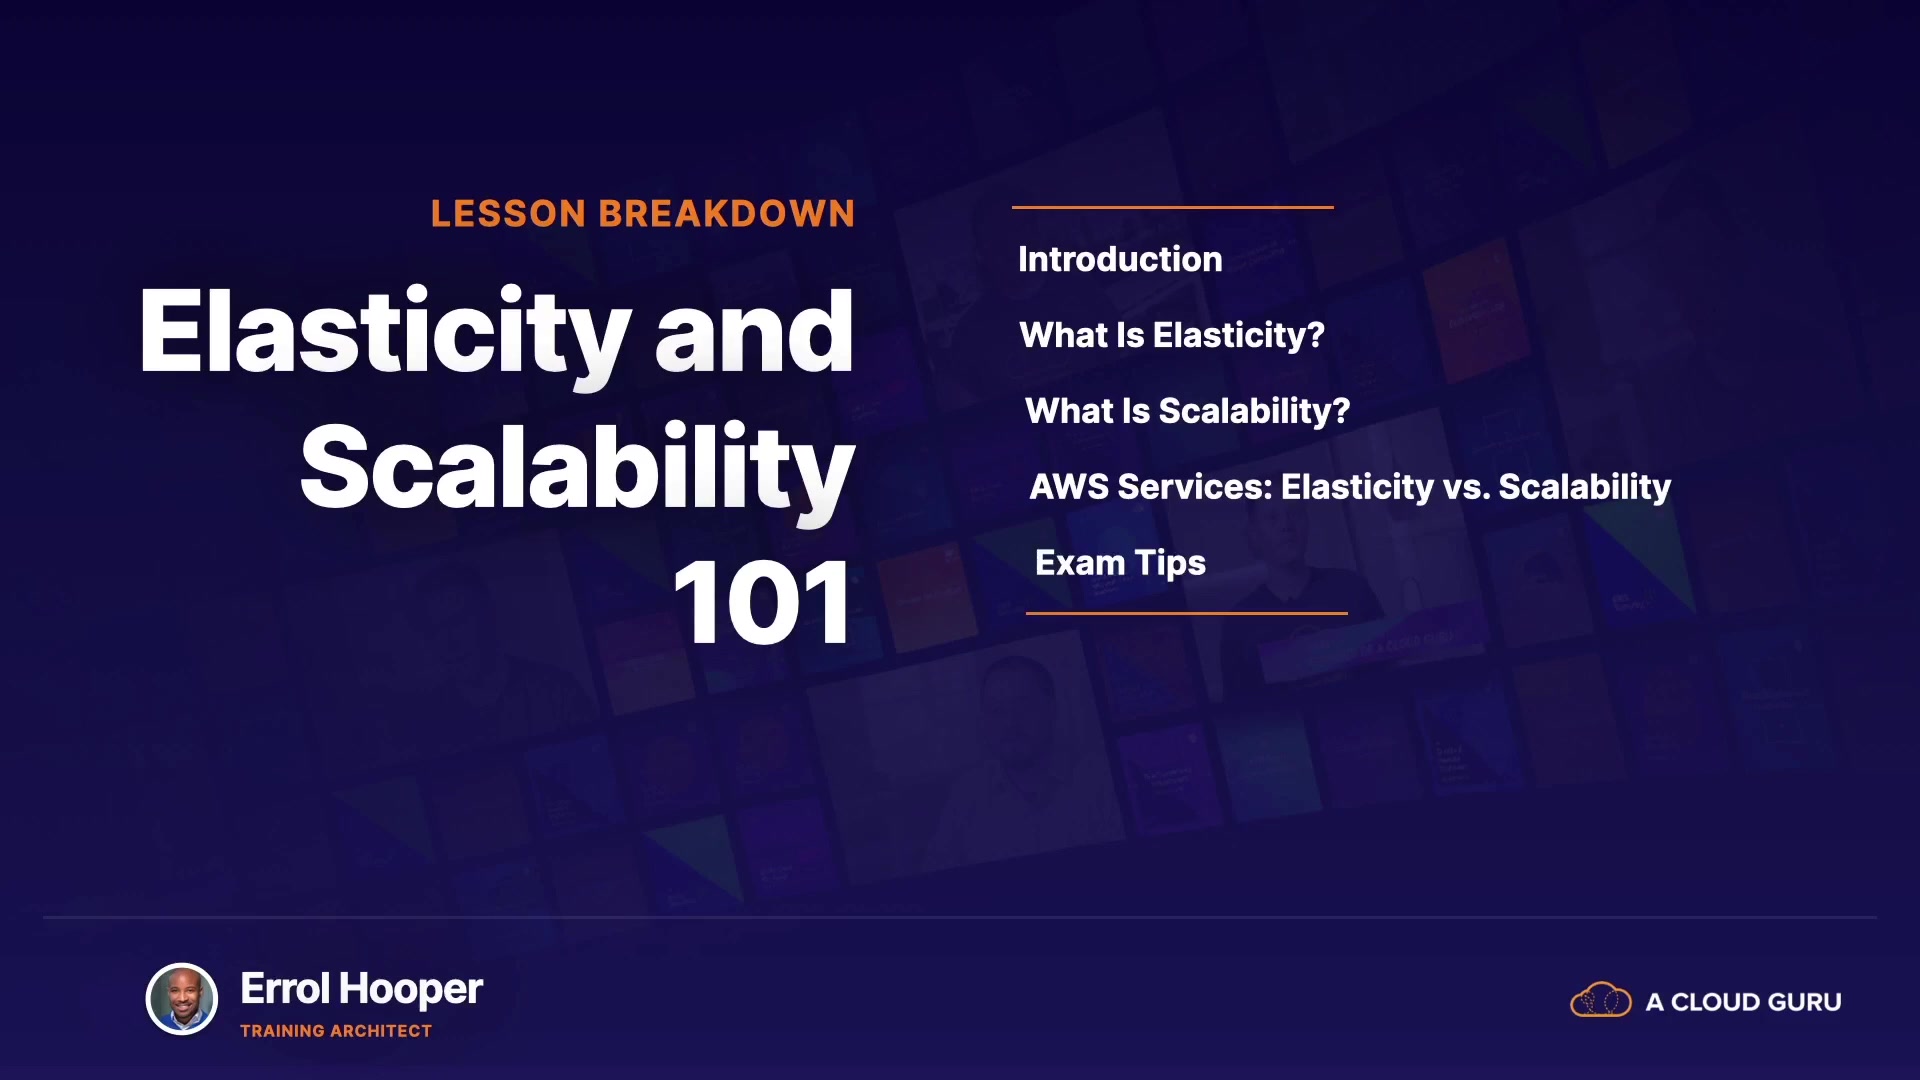 LESSON BREAKDOWN
Elasticity and
Scalability
101
Introduction
What Is Elasticity?
What Is Scalability?
AWS Services: Elasticity vs. Scalability
Exam Tips
Errol Hooper
TRAINING ARCHITECT
A CLOUD GURU